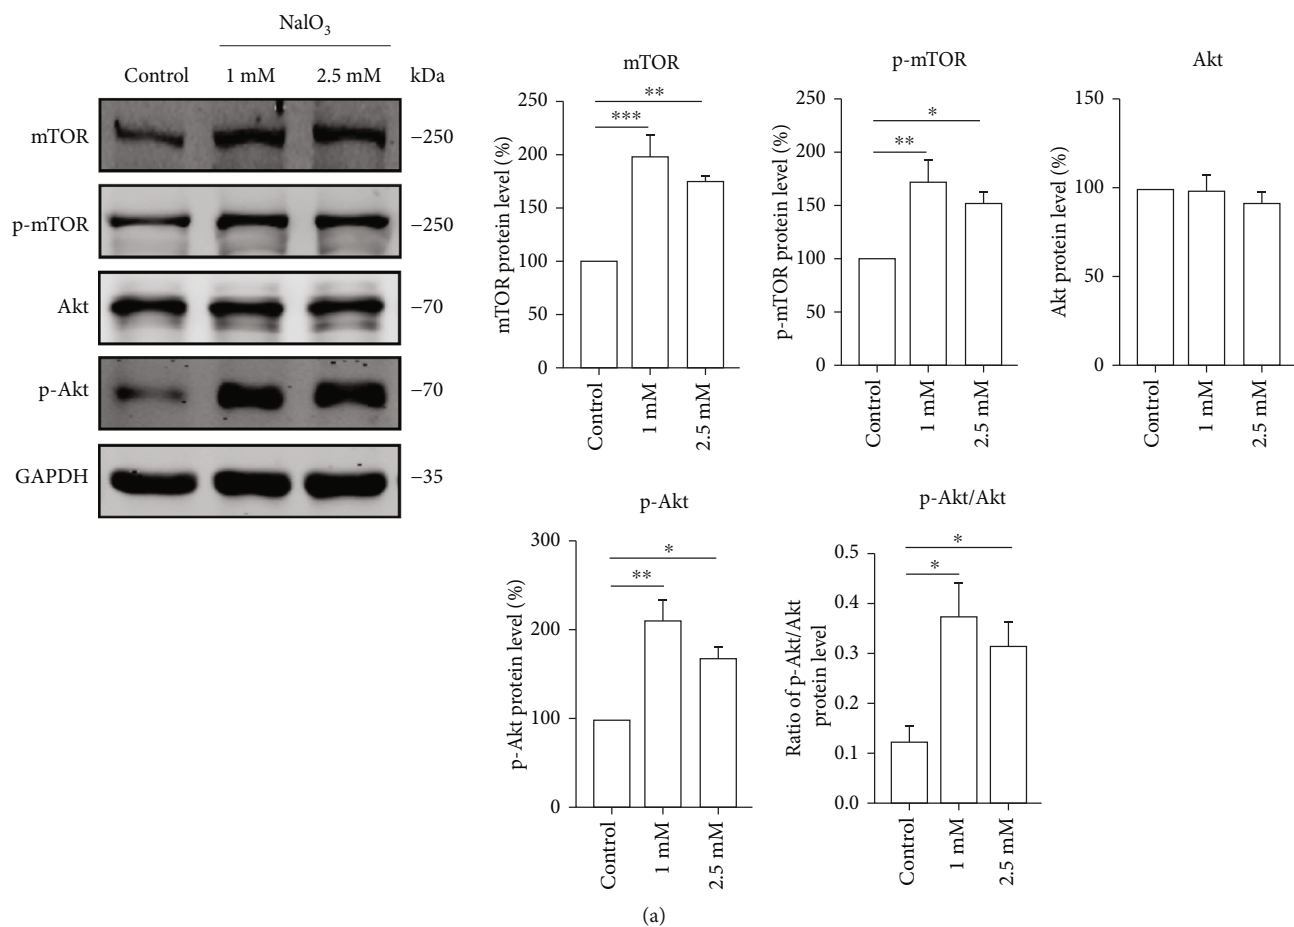 NaIO₃
Control 1 mM 2.5 mM kDa
mTOR –250
p-mTOR –250
Akt –70
p-Akt –70
GAPDH –35
mTOR
mTOR protein level (%)
250
200
150
100
50
0
** 
***
Control 1 mM 2.5 mM
p-mTOR
p-mTOR protein level (%)
250
200
150
100
50
0
*
**
Control 1 mM 2.5 mM
Akt
Akt protein level (%)
150
100
50
0
Control 1 mM 2.5 mM
p-Akt
p-Akt protein level (%)
300
200
100
0
*
**
Control 1 mM 2.5 mM
p-Akt/Akt
Ratio of p-Akt/Akt
protein level
0.5
0.4
0.3
0.2
0.1
0.0
*
*
Control 1 mM 2.5 mM
(a)